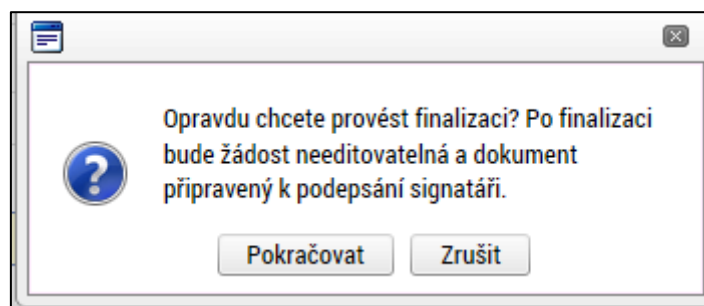 Opravdu chcete provést finalizaci? Po finalizaci
bude žádost needitovatelná a dokument
připravený k podepsání signatáři.
Pokračovat Zrušit